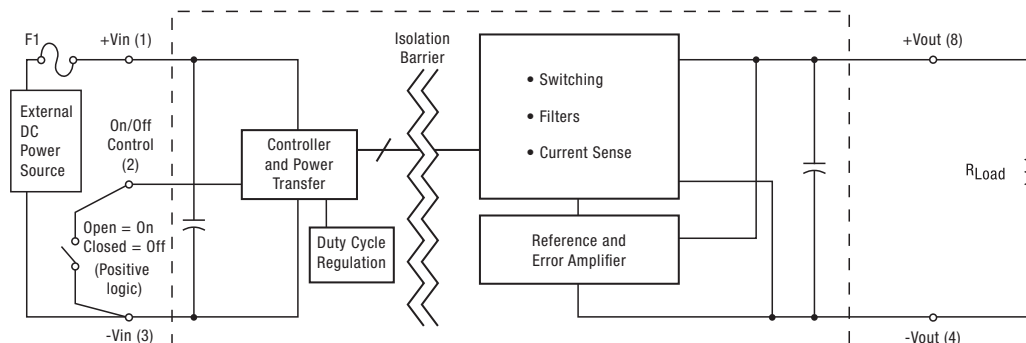 F1
+Vin (1)
External
DC
Power
Source
On/Off
Control
(2)
Open = On
Closed = Off
(Positive
logic)
-Vin (3)
Controller
and Power
Transfer
Duty Cycle
Regulation
Isolation
Barrier
• Switching
• Filters
• Current Sense
Reference and
Error Amplifier
+Vout (8)
RLoad
-Vout (4)